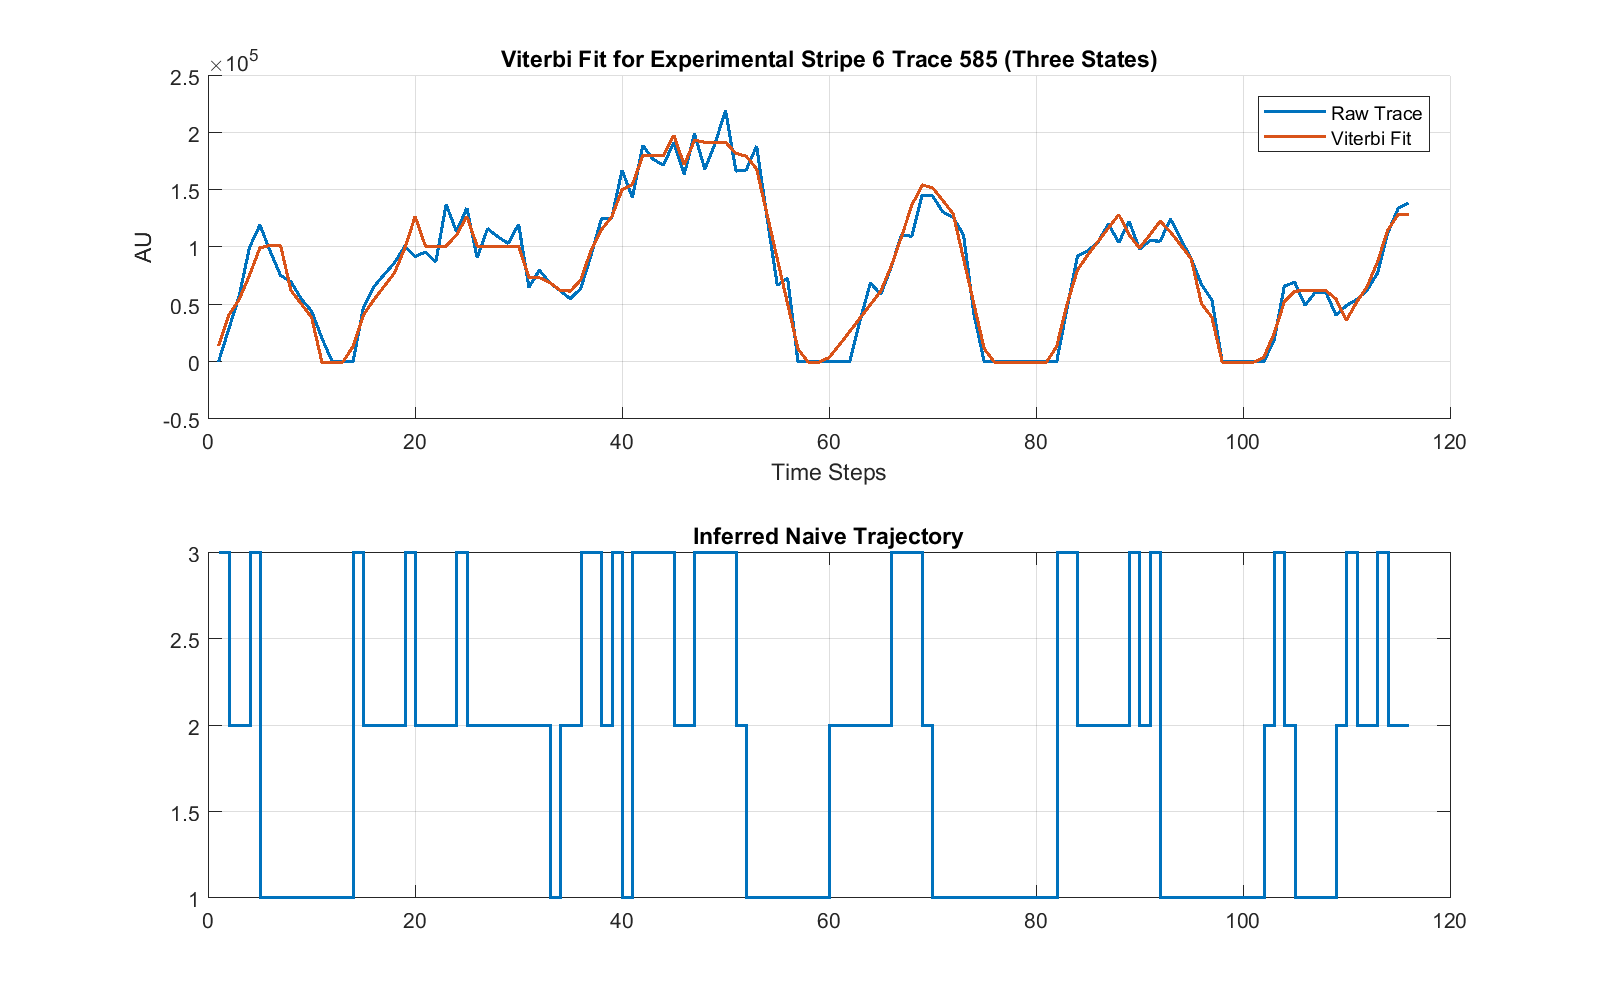 Viterbi Fit for Experimental Stripe 6 Trace 585 (Three States)
×10^5
2.5
2
1.5
1
0.5
0
-0.5
AU
Raw Trace
Viterbi Fit
0 20 40 60 80 100 120
Time Steps
Inferred Naive Trajectory
3
2.5
2
1.5
1
0 20 40 60 80 100 120